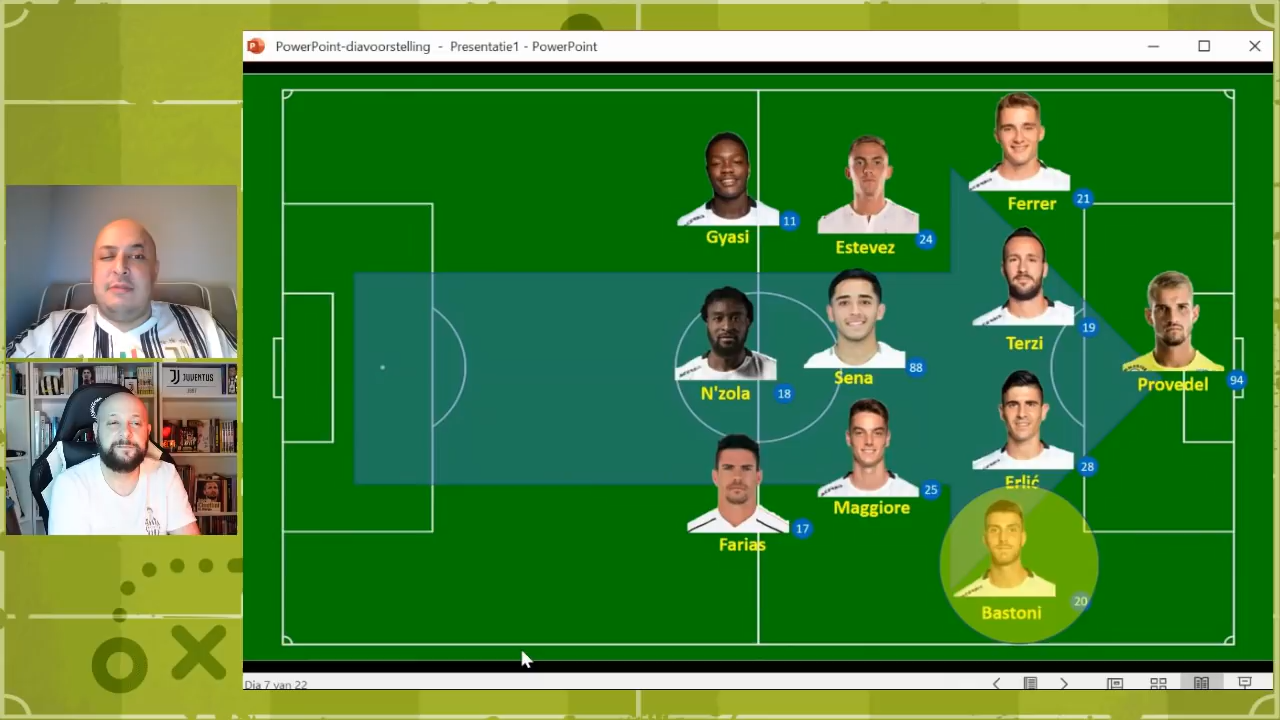 PowerPoint-diavoorstelling - Presentatie1 - PowerPoint
Ferrer
21
Gyasi
11
Estevez
24
Terzi
19
N'zola
18
Sena
88
Provedel
94
Erlić
28
Maggiore
25
Farias
17
Bastoni
20
JUVENTUS
Dia 7 van 22